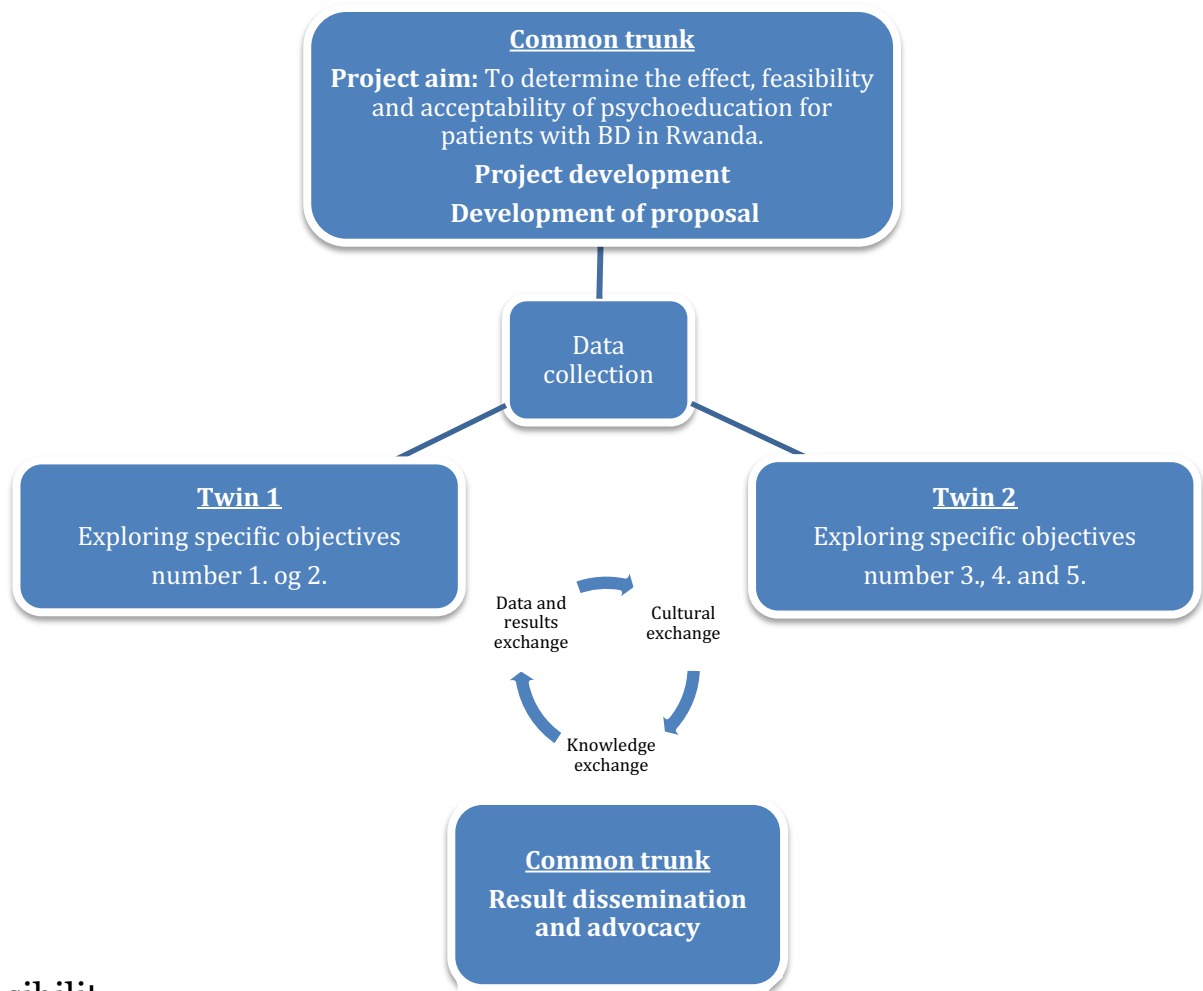 Common trunk
Project aim: To determine the effect, feasibility
and acceptability of psychoeducation for
patients with BD in Rwanda.
Project development
Development of proposal
Data
collection
Twin 1
Exploring specific objectives
number 1. og 2.
Twin 2
Exploring specific objectives
number 3., 4. and 5.
Data and
results
exchange
Cultural
exchange
Knowledge
exchange
Common trunk
Result dissemination
and advocacy